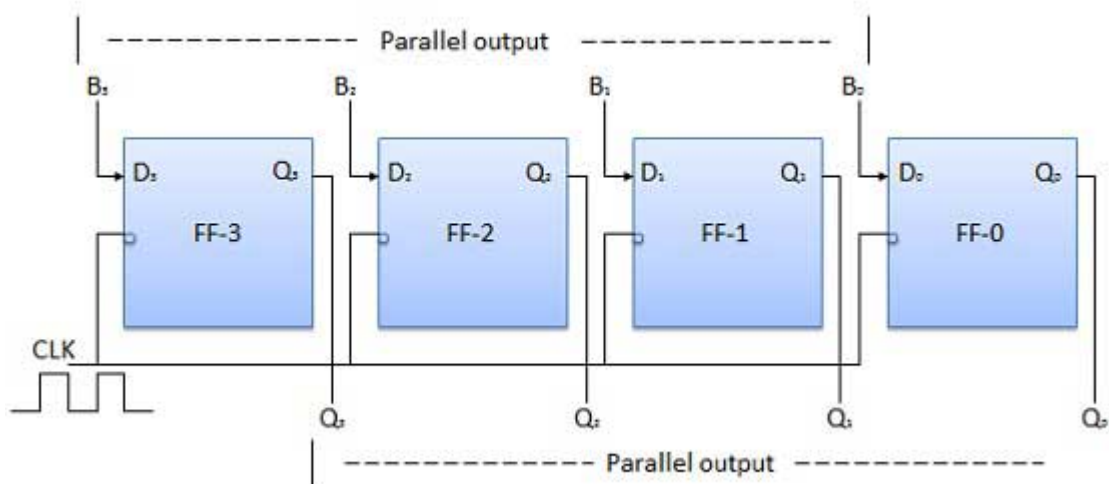 Parallel output
B₃ B₂ B₁ B₀
D₃ Q₃ D₂ Q₂ D₁ Q₁ D₀ Q₀
FF-3 FF-2 FF-1 FF-0
CLK
Q₃ Q₂ Q₁ Q₀
Parallel output